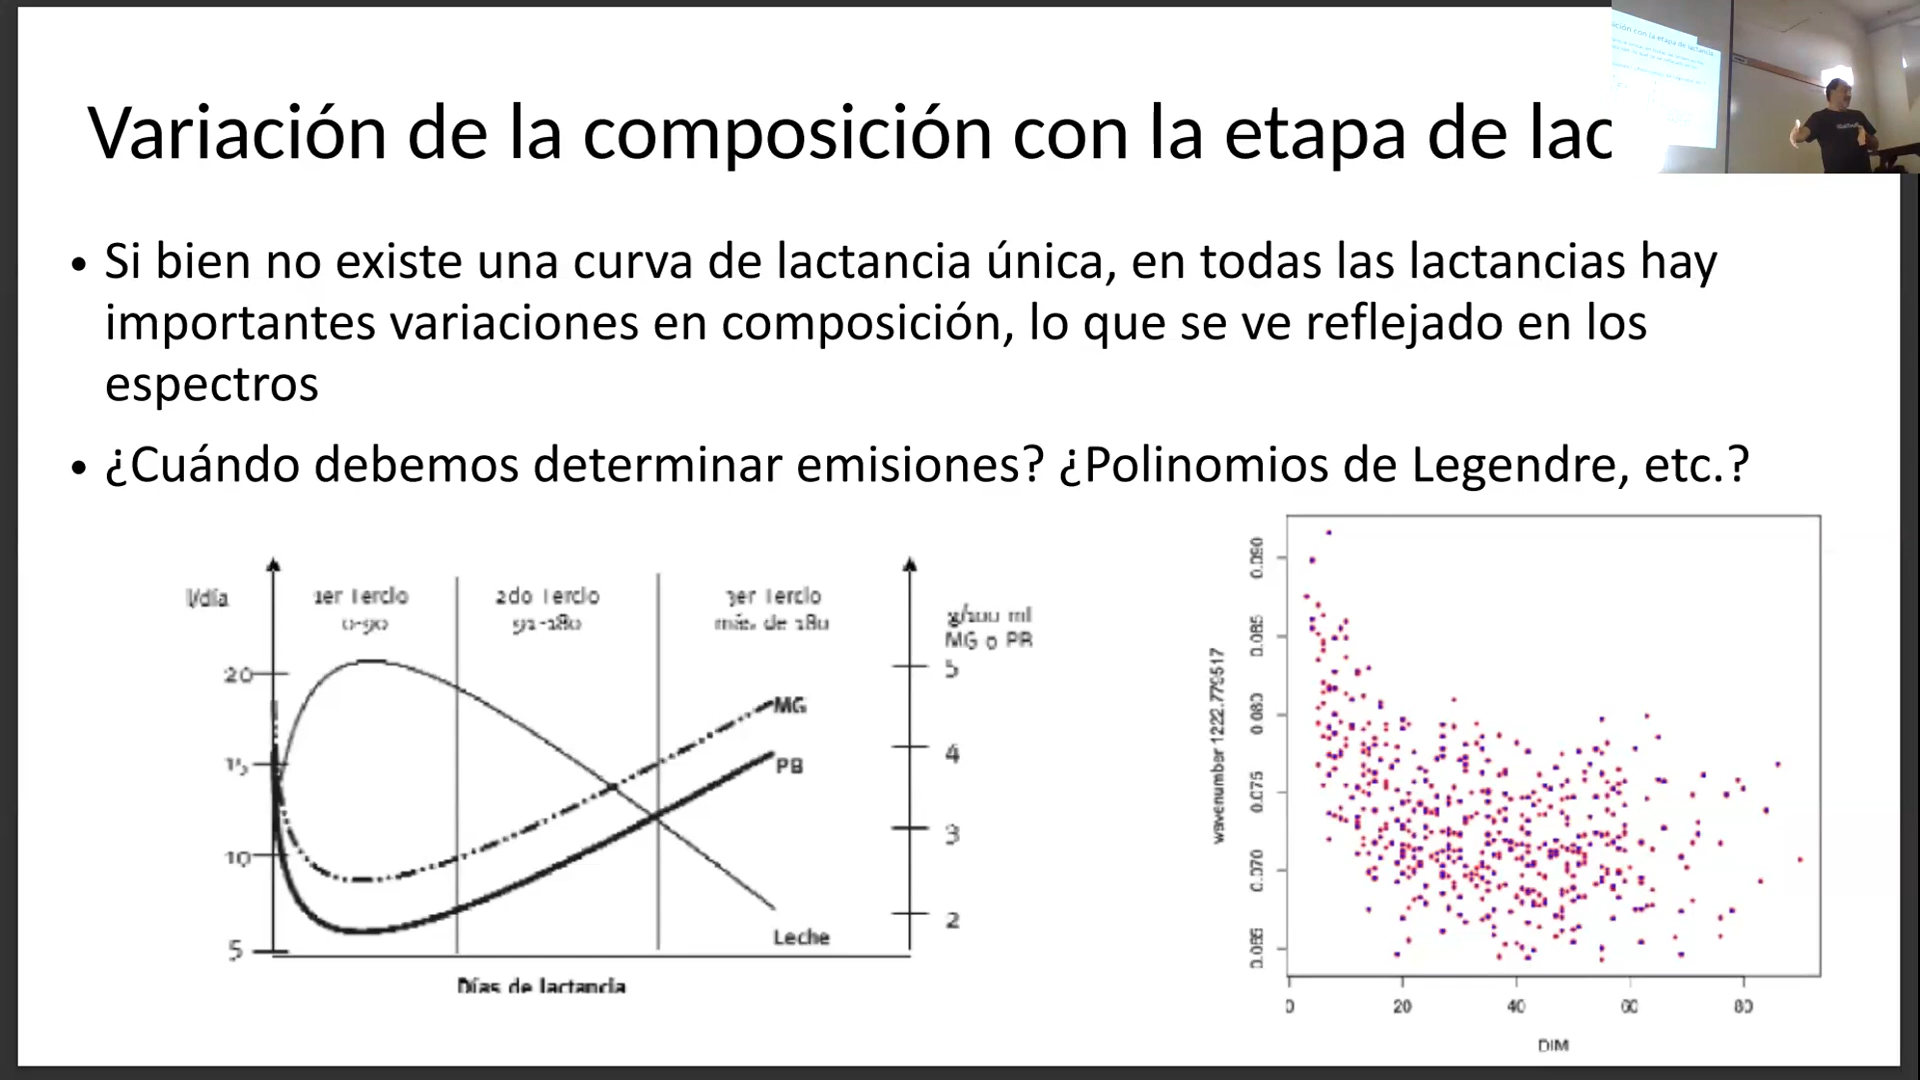 Variación de la composición con la etapa de lac
• Si bien no existe una curva de lactancia única, en todas las lactancias hay
importantes variaciones en composición, lo que se ve reflejado en los
espectros
• ¿Cuándo debemos determinar emisiones? ¿Polinomios de Legendre, etc.?
l/día
1er Tercio
0-90
2do Tercio
91-180
3er Tercio
más de 180
g/100 ml
MG o PB
20
15
10
5
5
4
3
2
MG
PB
Leche
Días de lactancia
wavenumber 1222.779517
0.090
0.085
0.080
0.075
0.070
0.065
0
20
40
60
80
DIM